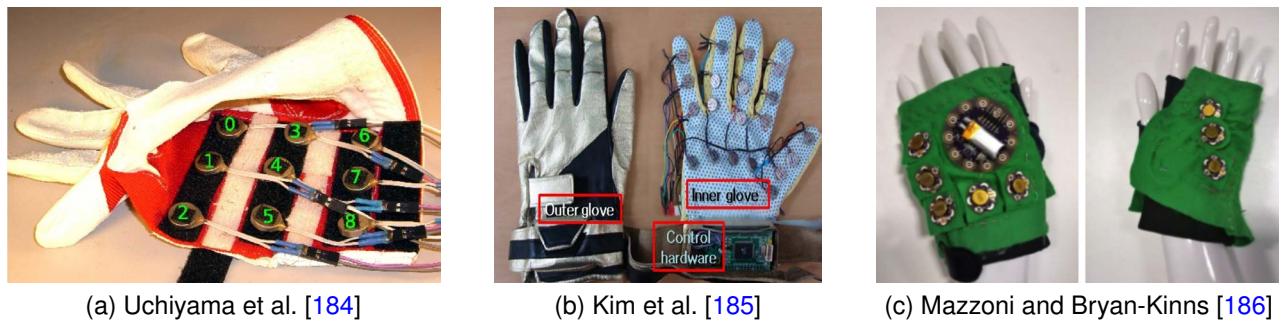 0 3 6
1 4 7
2 5 8
Outer glove
Inner glove
Control
hardware
(a) Uchiyama et al. [184]
(b) Kim et al. [185]
(c) Mazzoni and Bryan-Kinns [186]